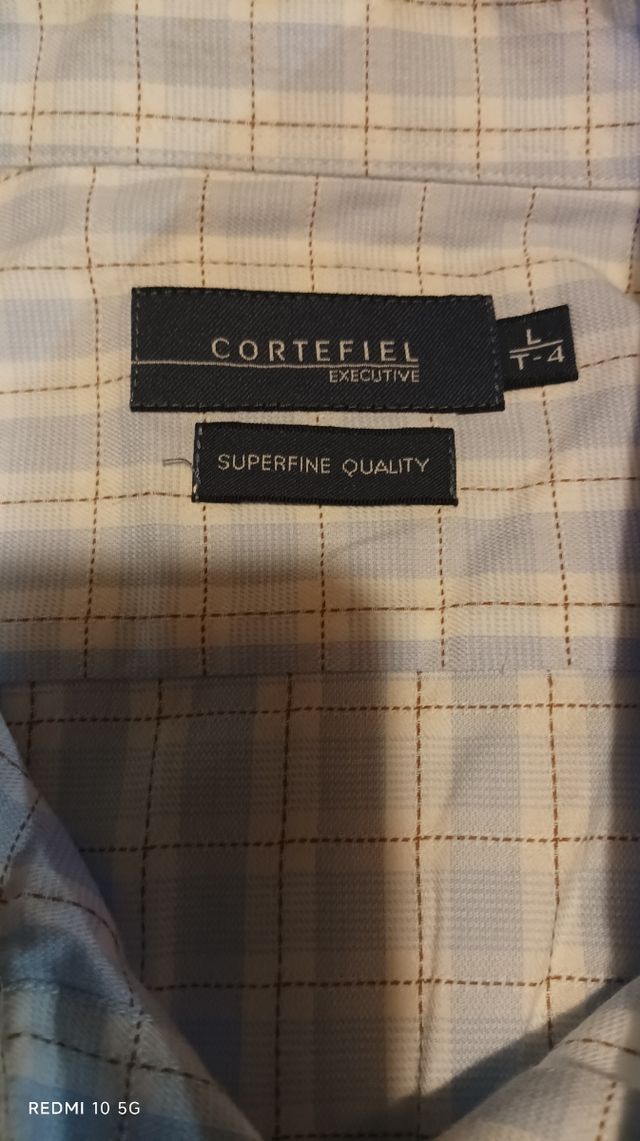 CORTEFIEL
EXECUTIVE
L
T-4
SUPERFINE QUALITY
REDMI 10 5G